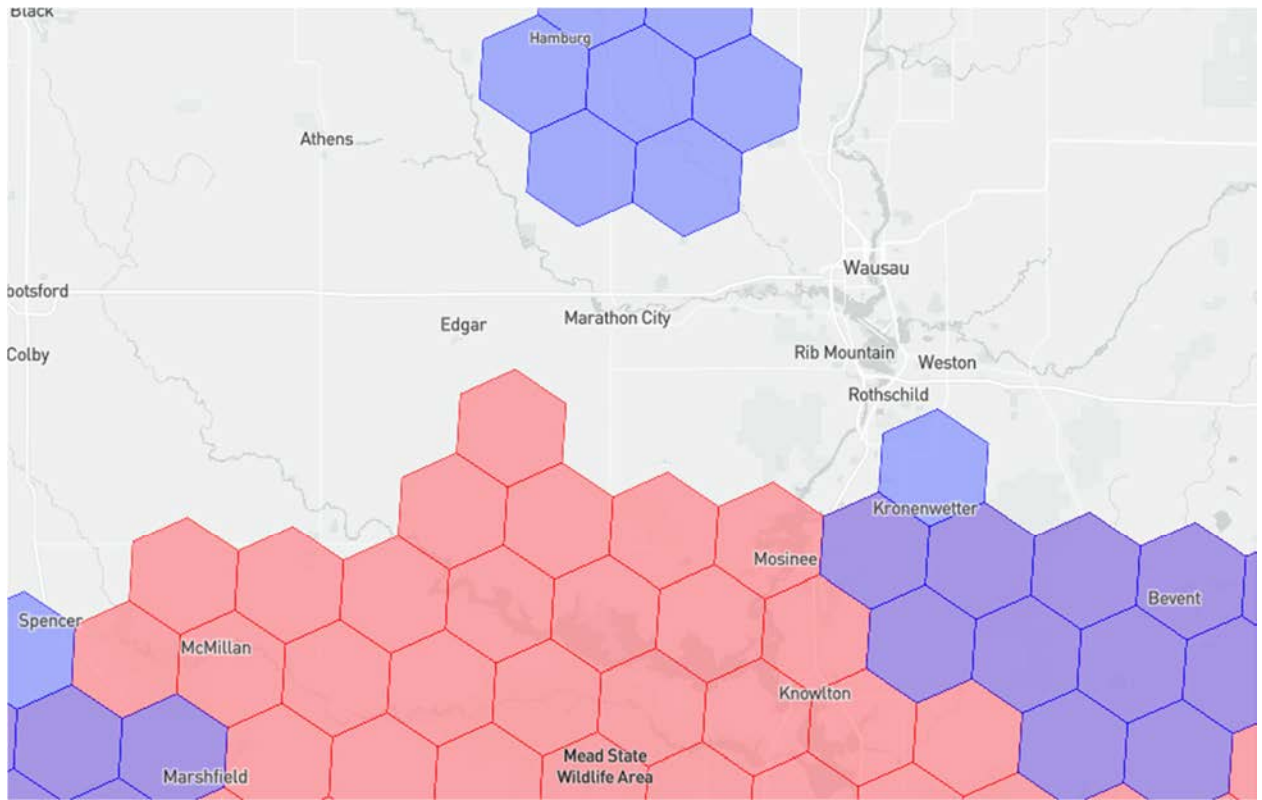 Black
Hamburg
Athens
Wausau
botsford
Marathon City
Edgar
Rib Mountain
Colby
Weston
Rothschild
Kronenwetter
Mosinee
Bevent
Spencer
McMillan
Knowlton
Mead State
Wildlife Area
Marshfield